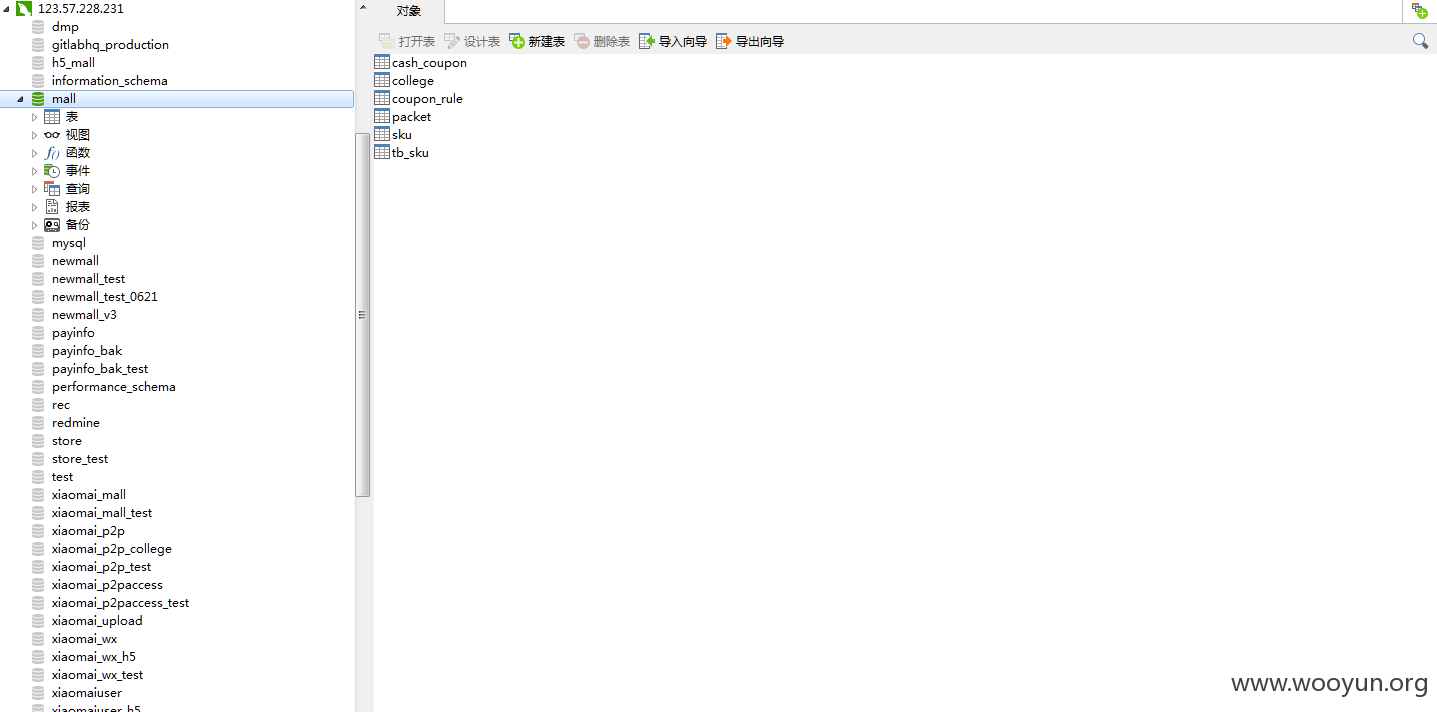 123.57.228.231
dmp
gitlabhq_production
h5_mall
information_schema
mall
表
视图
f()
函数
事件
查询
报表
备份
mysql
newmall
newmall_test
newmall_test_0621
newmall_v3
payinfo
payinfo_bak
payinfo_bak_test
performance_schema
rec
redmine
store
store_test
test
xiaomai_mall
xiaomai_mall_test
xiaomai_p2p
xiaomai_p2p_college
xiaomai_p2p_test
xiaomai_p2paccess
xiaomai_p2paccess_test
xiaomai_upload
xiaomai_wx
xiaomai_wx_h5
xiaomai_wx_test
xiaomaiuser
xiaomaiuser_h5
对象
打开表 设计表 新建表 删除表 导入向导 导出向导
cash_coupon
college
coupon_rule
packet
sku
tb_sku
www.wooyun.org